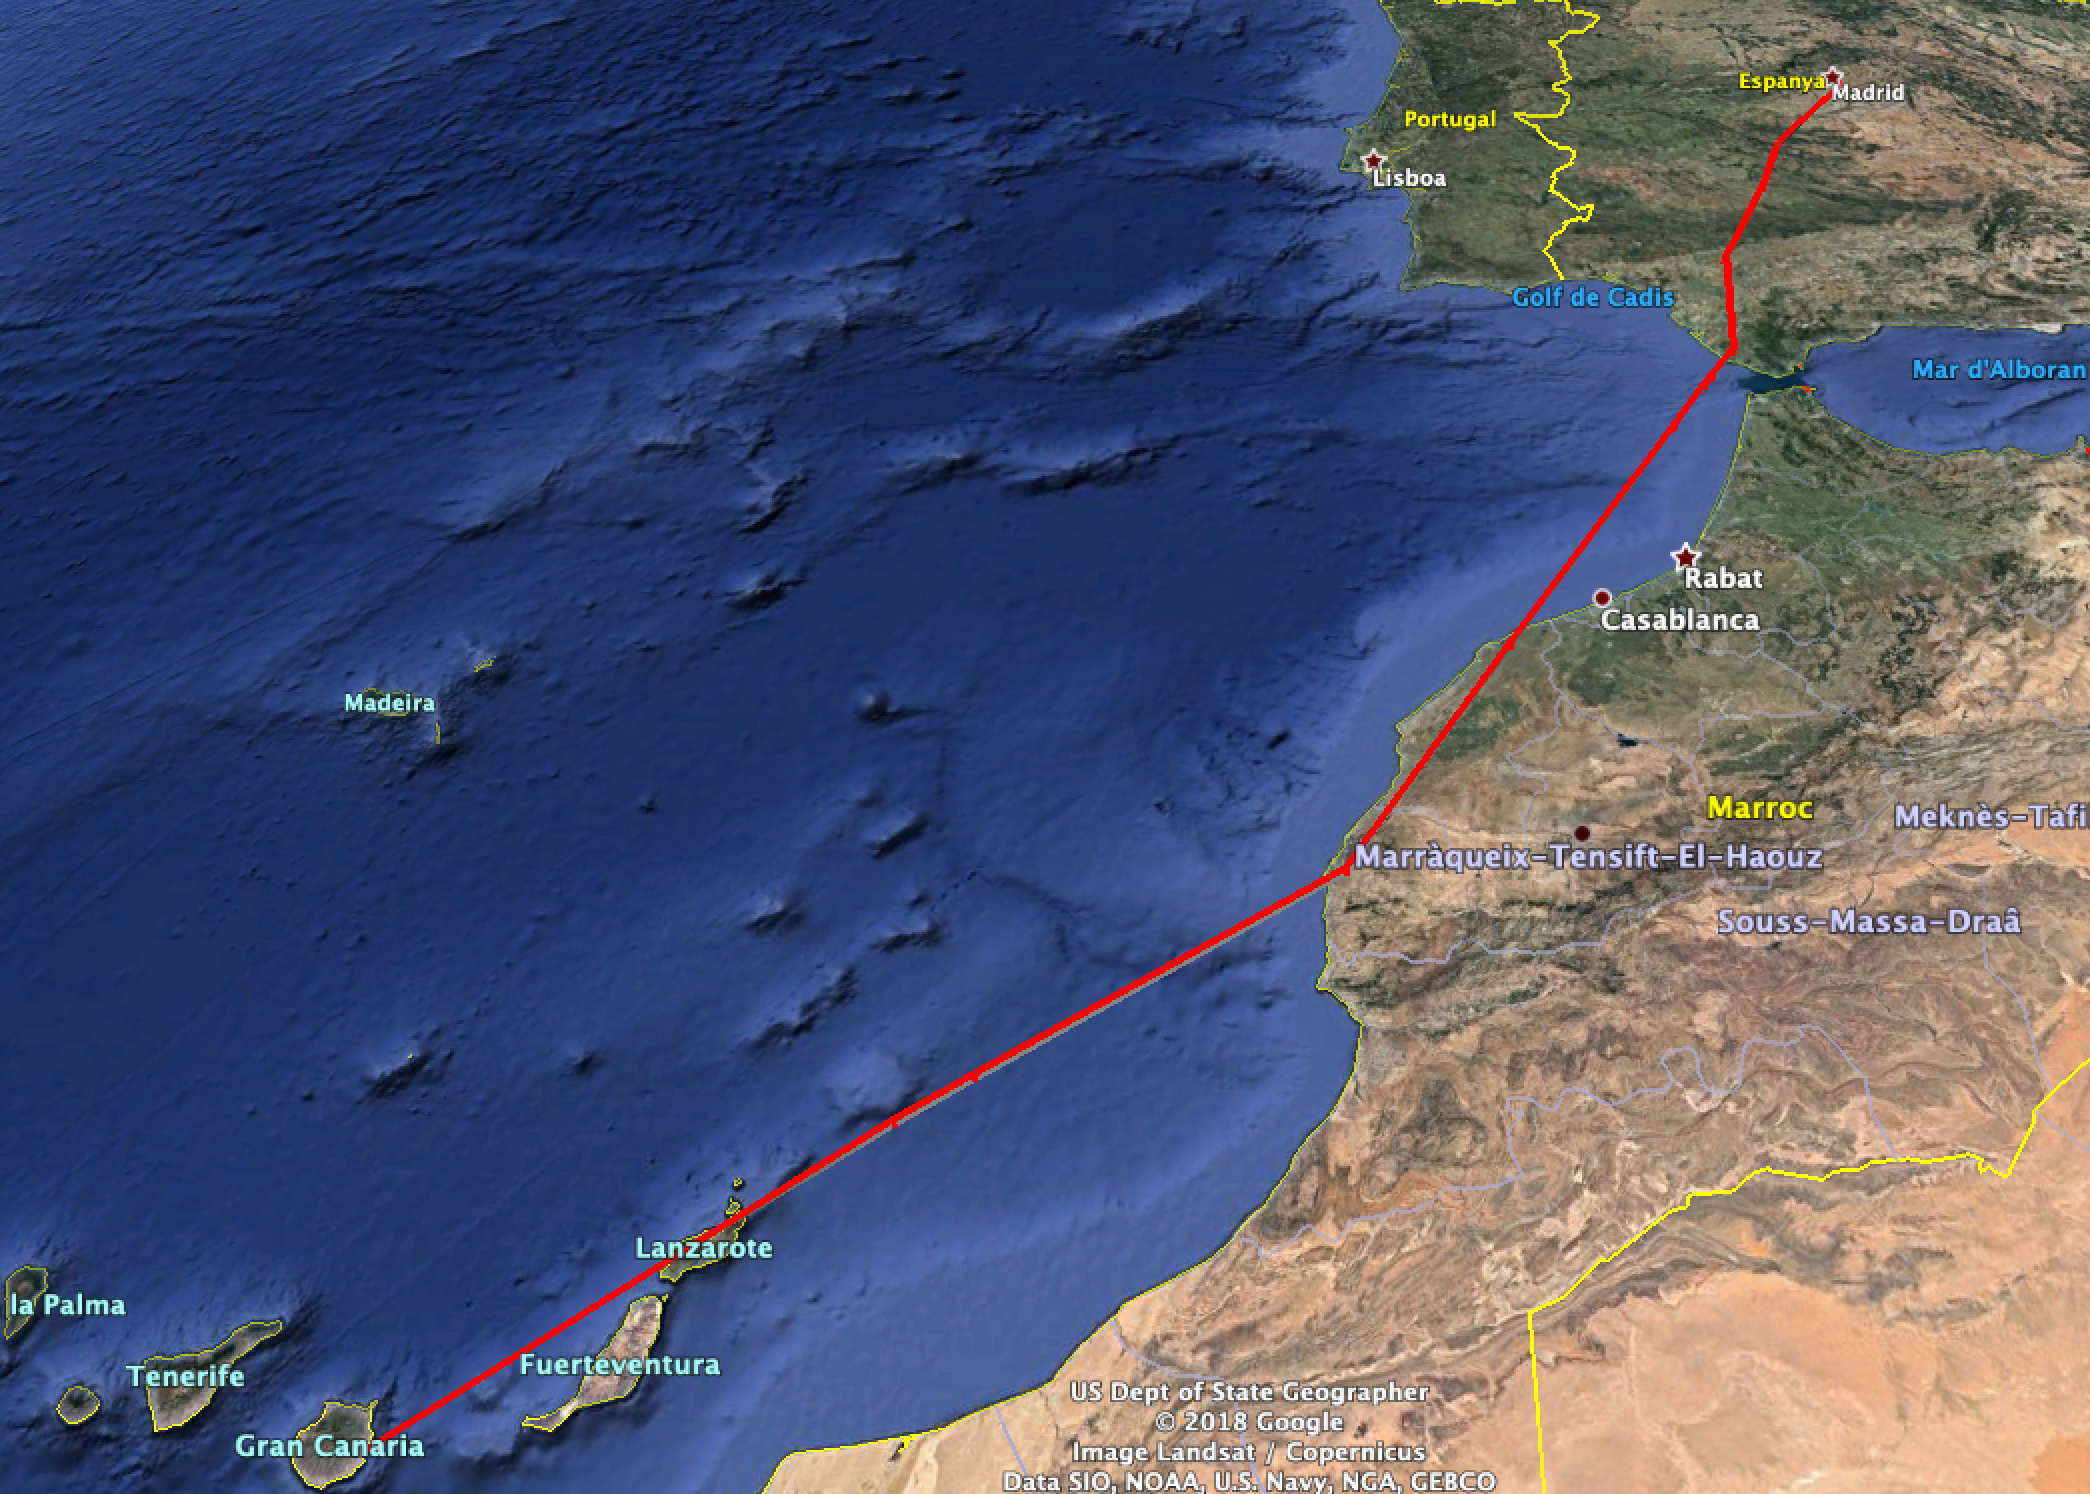 Espanya
Madrid
Portugal
Lisboa
Golf de Cadis
Mar d'Alboran
Rabat
Casablanca
Madeira
Marroc
Meknès-Tafi
Marràqueix-Tensift-El-Haouz
Souss-Massa-Draâ
Lanzarote
la Palma
Fuerteventura
Tenerife
Gran Canaria
US Dept of State Geographer
© 2018 Google
Image Landsat / Copernicus
Data SIO, NOAA, U.S. Navy, NGA, GEBCO